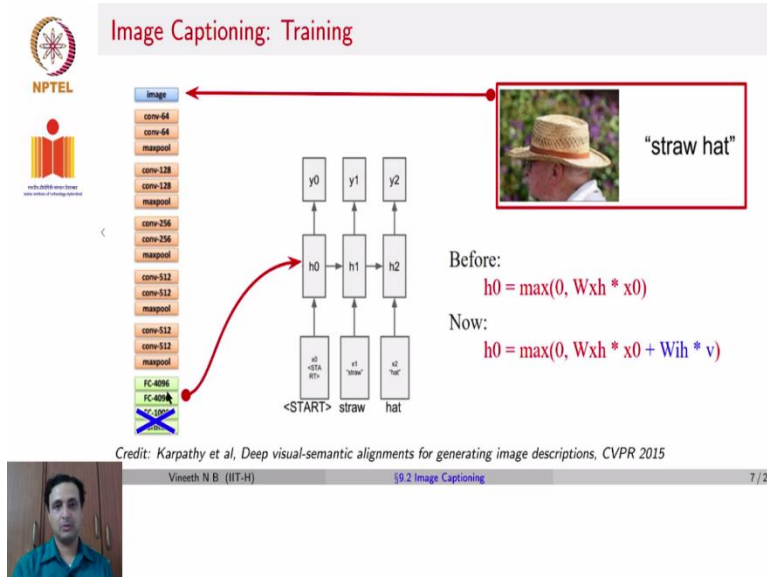 Image Captioning: Training
NPTEL
image
conv-64
conv-64
maxpool
conv-128
conv-128
maxpool
conv-256
conv-256
maxpool
conv-512
conv-512
maxpool
conv-512
conv-512
maxpool
FC-4096
FC-4096
y0 y1 y2
h0 h1 h2
x0 <STA RT>
x1 "straw"
x2 "hat"
<START> straw hat
"straw hat"
Before:
h0 = max(0, Wxh * x0)
Now:
h0 = max(0, Wxh * x0 + Wih * v)
Credit: Karpathy et al, Deep visual-semantic alignments for generating image descriptions, CVPR 2015
Vineeth N B (IIT-H) §9.2 Image Captioning 7 / 2